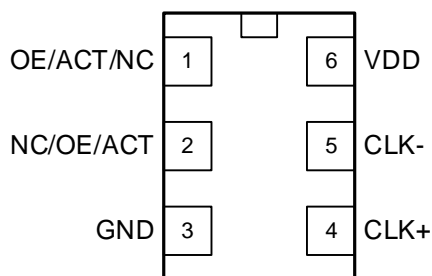 OE/ACT/NC 1 6 VDD
NC/OE/ACT 2 5 CLK-
GND 3 4 CLK+